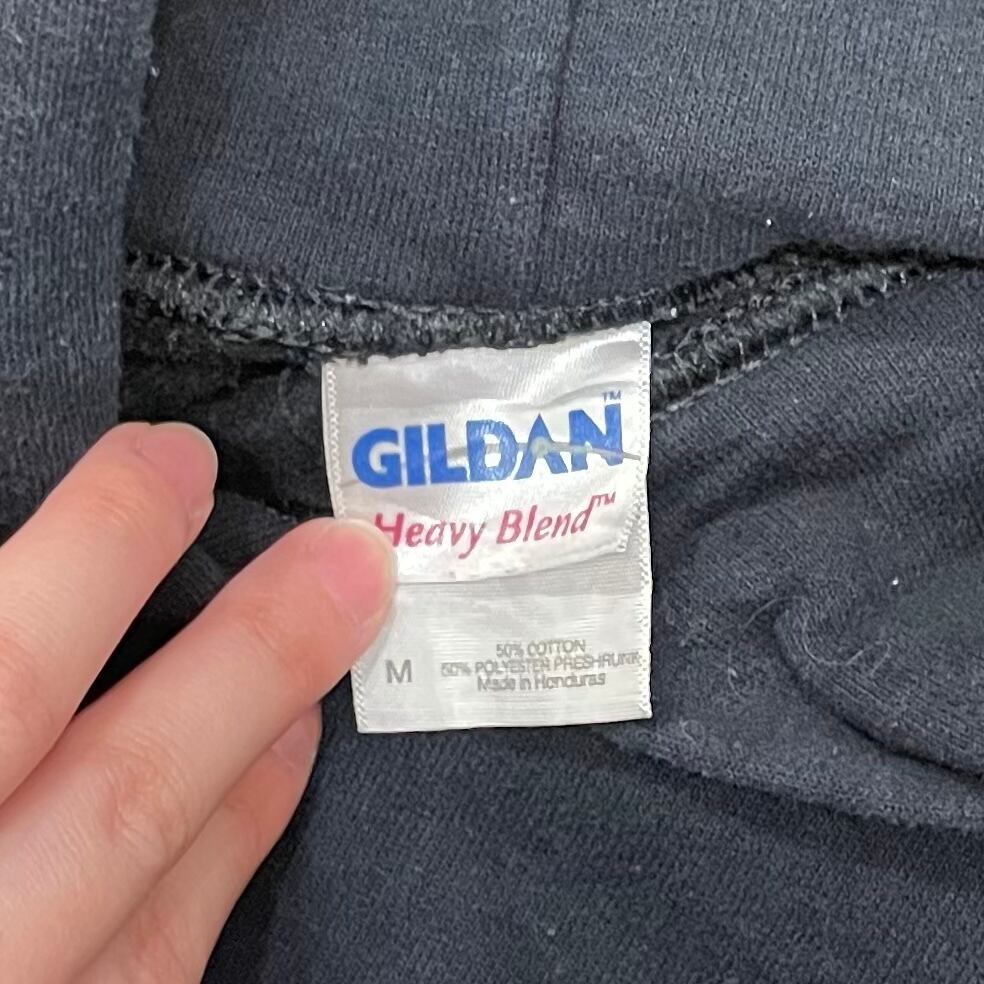 GILDAN™
Heavy Blend™
M
50% COTTON
50% POLYESTER PRESHRUNK
Made in Honduras